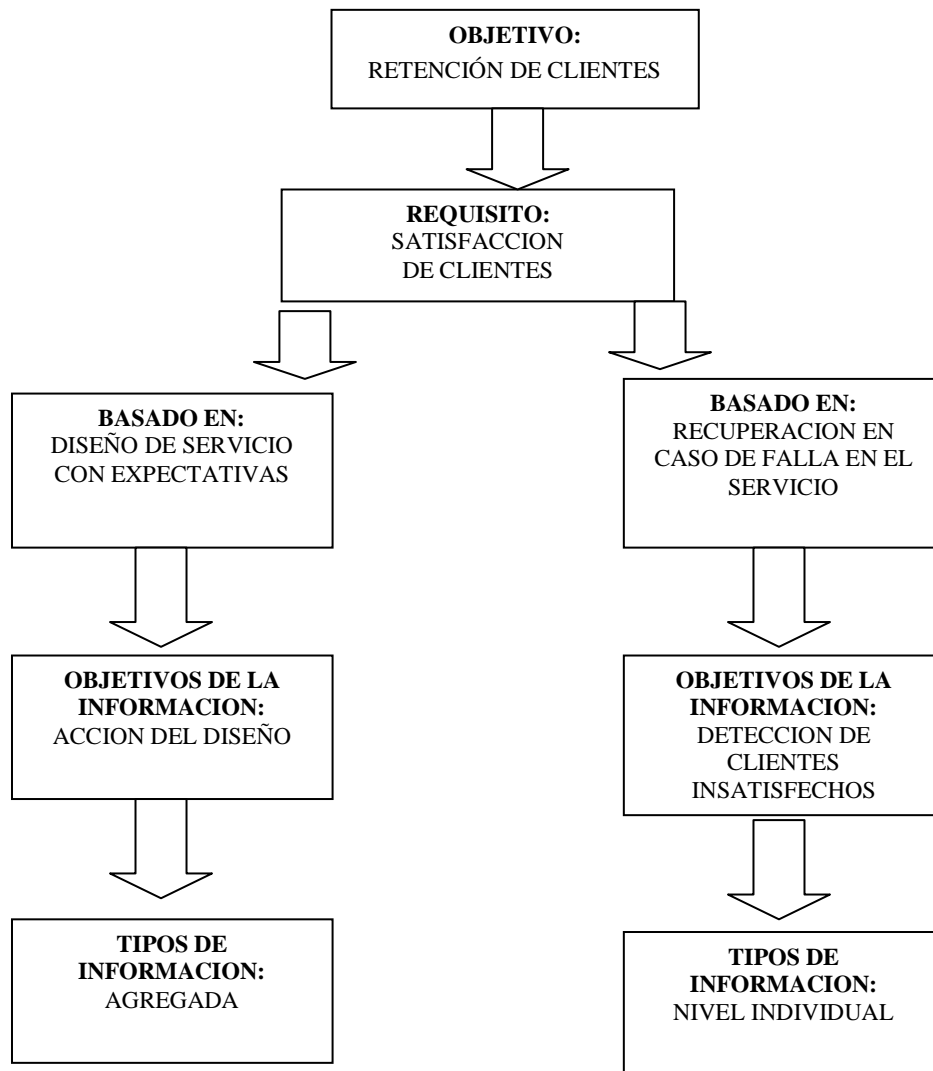 OBJETIVO:
RETENCIÓN DE CLIENTES
REQUISITO:
SATISFACCION
DE CLIENTES
BASADO EN:
DISEÑO DE SERVICIO
CON EXPECTATIVAS
BASADO EN:
RECUPERACION EN
CASO DE FALLA EN EL
SERVICIO
OBJETIVOS DE LA
INFORMACION:
ACCION DEL DISEÑO
OBJETIVOS DE LA
INFORMACION:
DETECCION DE
CLIENTES
INSATISFECHOS
TIPOS DE
INFORMACION:
AGREGADA
TIPOS DE
INFORMACION:
NIVEL INDIVIDUAL